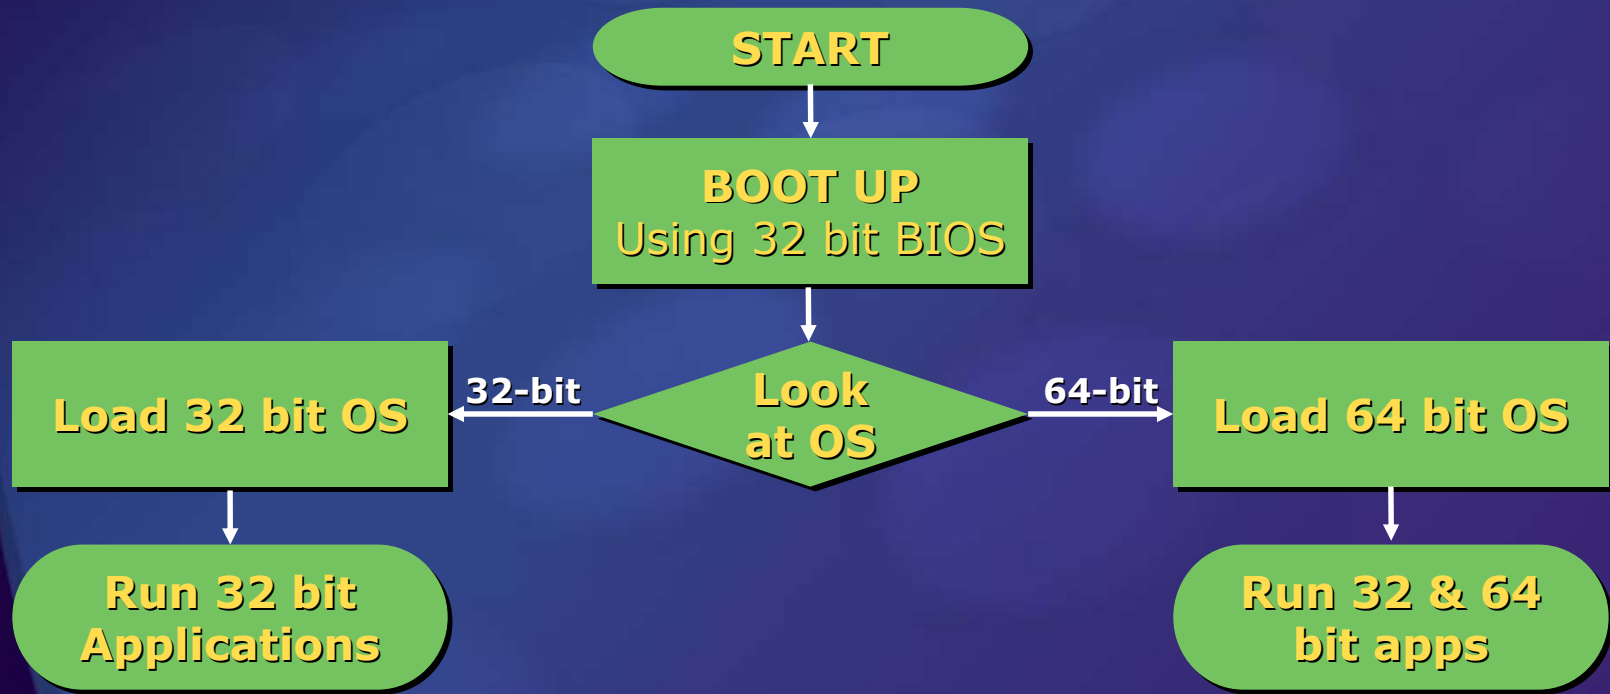 START
BOOT UP
Using 32 bit BIOS
Look
at OS
32-bit
64-bit
Load 32 bit OS
Load 64 bit OS
Run 32 bit
Applications
Run 32 & 64
bit apps